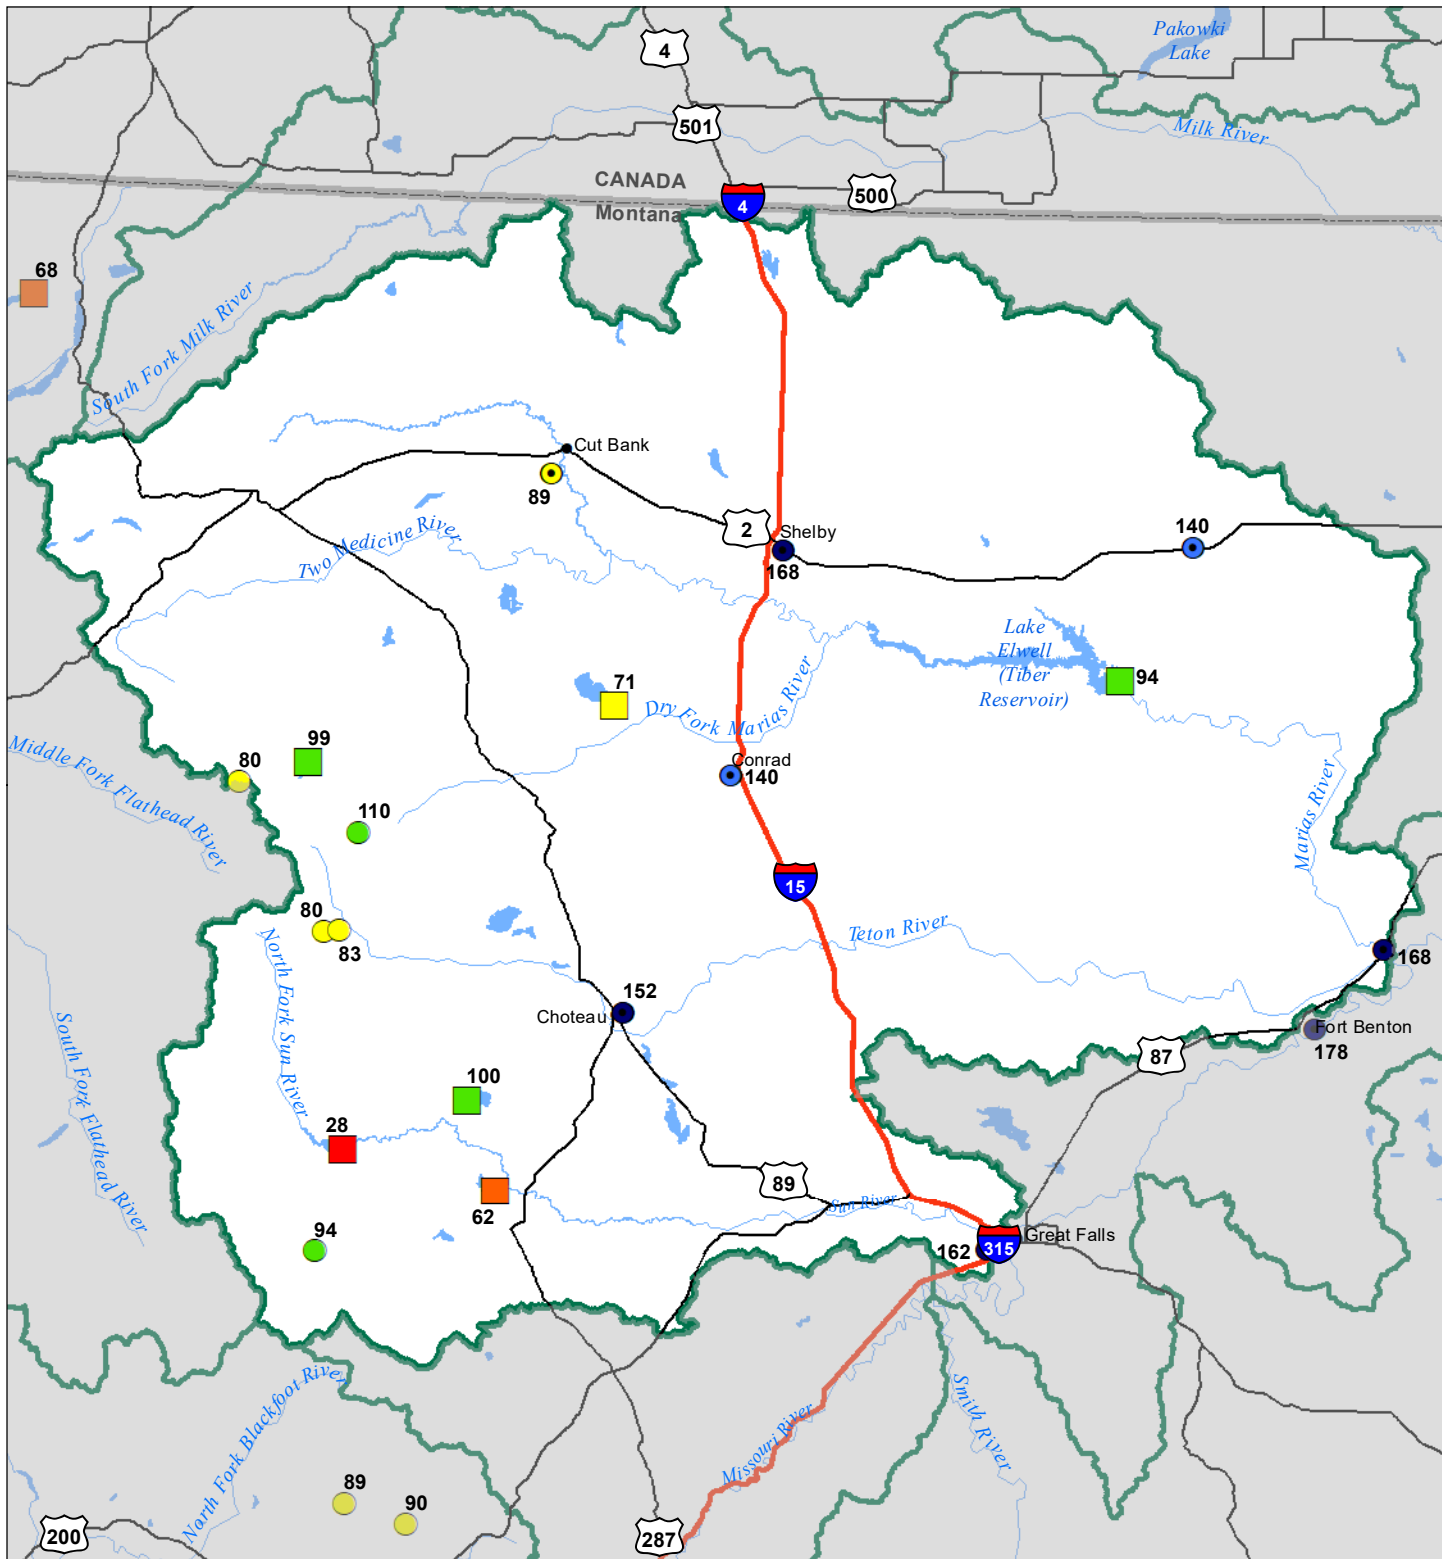 Pakowki
Lake
4
501
Milk River
CANADA
Montana
4
500
68
South Fork Milk River
Cut Bank
89
Two Medicine River
2
Shelby
168
140
Lake
Elwell
(Tiber
Reservoir)
94
71
Dry Fork Marias River
Middle Fork
Flathead River
80
99
Conrad
140
110
Marias River
15
80
83
North Fork Sun River
Teton River
168
152
Choteau
Fort Benton
178
87
South Fork Flathead River
100
28
62
89
Sun River
94
162
315
Great Falls
North Fork Blackfoot River
Missouri River
Smith River
89
90
200
287